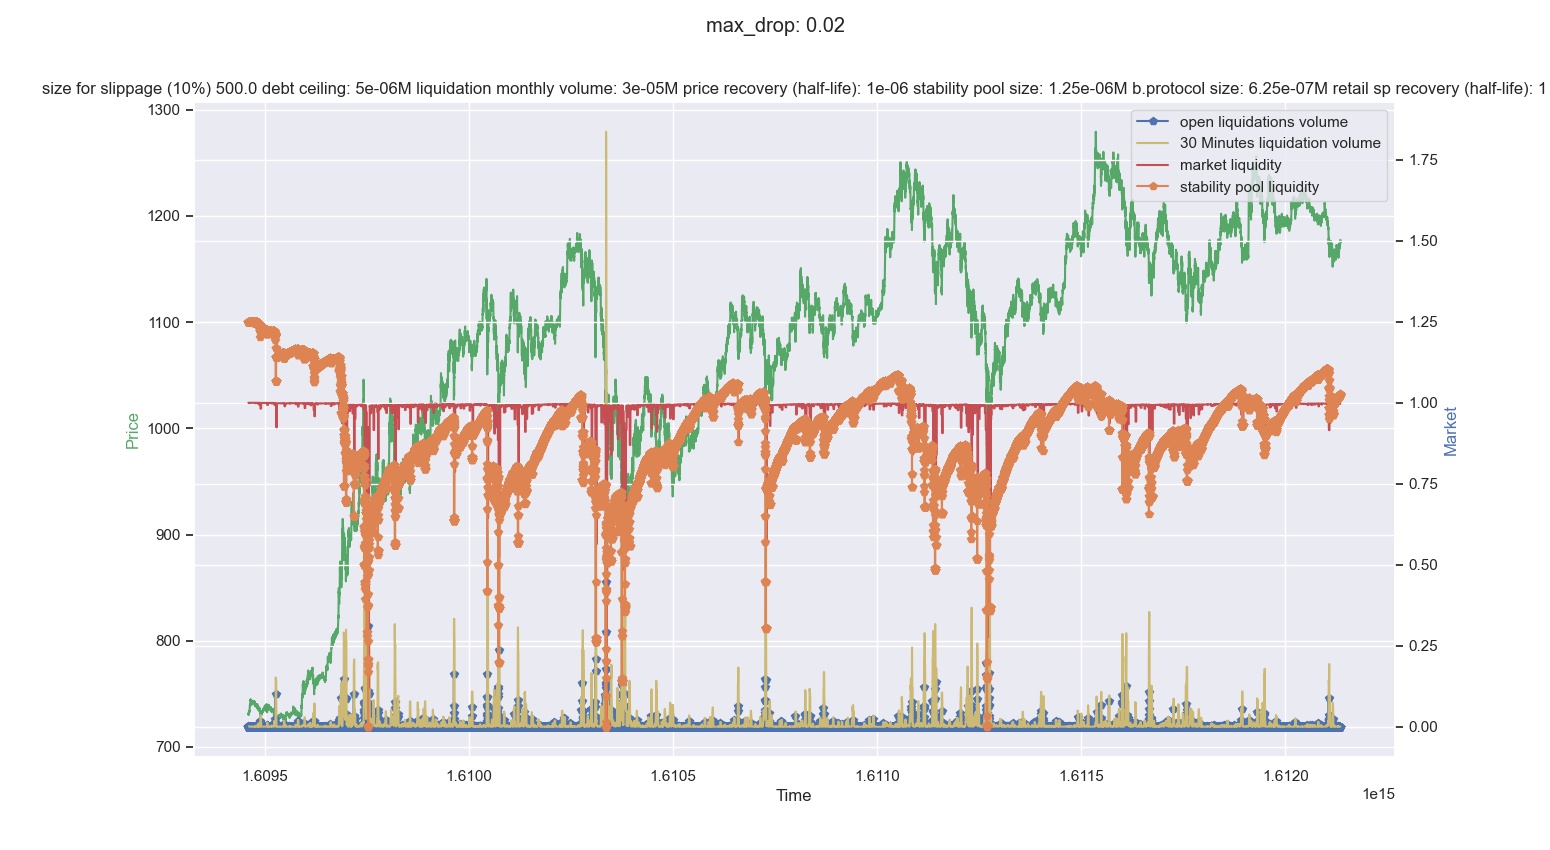 max_drop: 0.02
size for slippage (10%) 500.0 debt ceiling: 5e-06M liquidation monthly volume: 3e-05M price recovery (half-life): 1e-06 stability pool size: 1.25e-06M b.protocol size: 6.25e-07M retail sp recovery (half-life): 1
open liquidations volume
30 Minutes liquidation volume
market liquidity
stability pool liquidity
1300
1200
1100
1000
900
800
700
Price
1.75
1.50
1.25
1.00
0.75
0.50
0.25
0.00
Market
1.6095
1.6100
1.6105
1.6110
1.6115
1.6120
1e15
Time